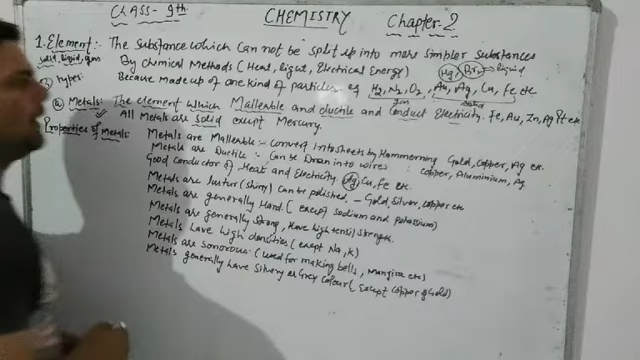 CLASS-9th CHEMISTRY Chapter-2
1. Element:- The Substance which Can not be Split up into more Simpler Substances
solid, liquid, gas By Chemical Methods (Heat, light, Electrical Energy) Hg, Br2 → liquid
types Because made up of one kind of particles eg H2, N2, O2, Au, Ag, Cu, Fe etc
gas solid
Metals: The element which Malleable and ductile and Conduct Electricity. Fe, Au, Zn, Ag etc
All Metals are Solid except Mercury.
Properties of Metals: Metals are Malleable:- Convert into sheets by Hammerning Gold, Copper, Ag etc.
Metals are Ductile:- Can be Drawn into wires: Copper, Aluminium, Ag
Good Conductor of Heat and Electricity Ag, Cu, Fe etc.
Metals are lustur (shiny) Can be polished. - Gold, Silver, Copper etc
Metals are generally Hard (except sodium and potassium)
Metals are generally Strong, Have high tensil strength.
Metals have high densities (except Na, K)
Metals are sonorous (used for making bells, etc)
Metals generally have Silvery or Grey Colour (Except Copper & Gold)